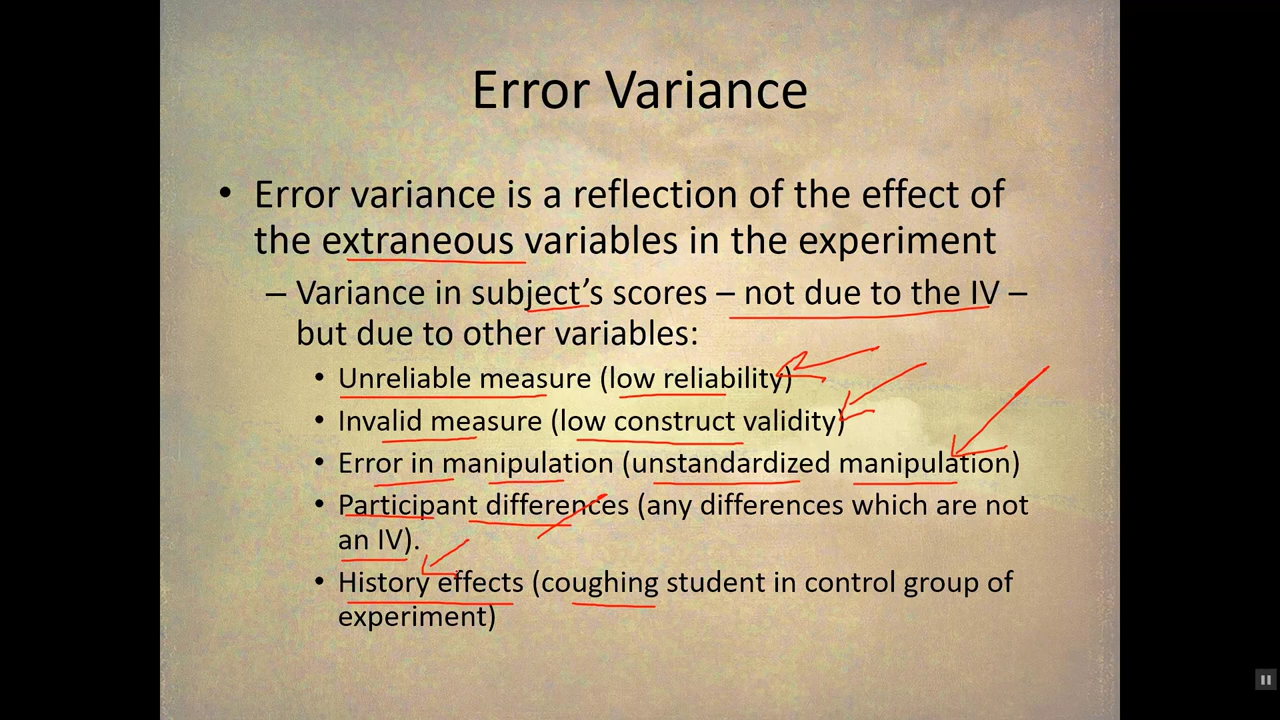 Error Variance
• Error variance is a reflection of the effect of
the extraneous variables in the experiment
– Variance in subject’s scores – not due to the IV –
but due to other variables:
• Unreliable measure (low reliability)
• Invalid measure (low construct validity)
• Error in manipulation (unstandardized manipulation)
• Participant differences (any differences which are not
an IV).
• History effects (coughing student in control group of
experiment)